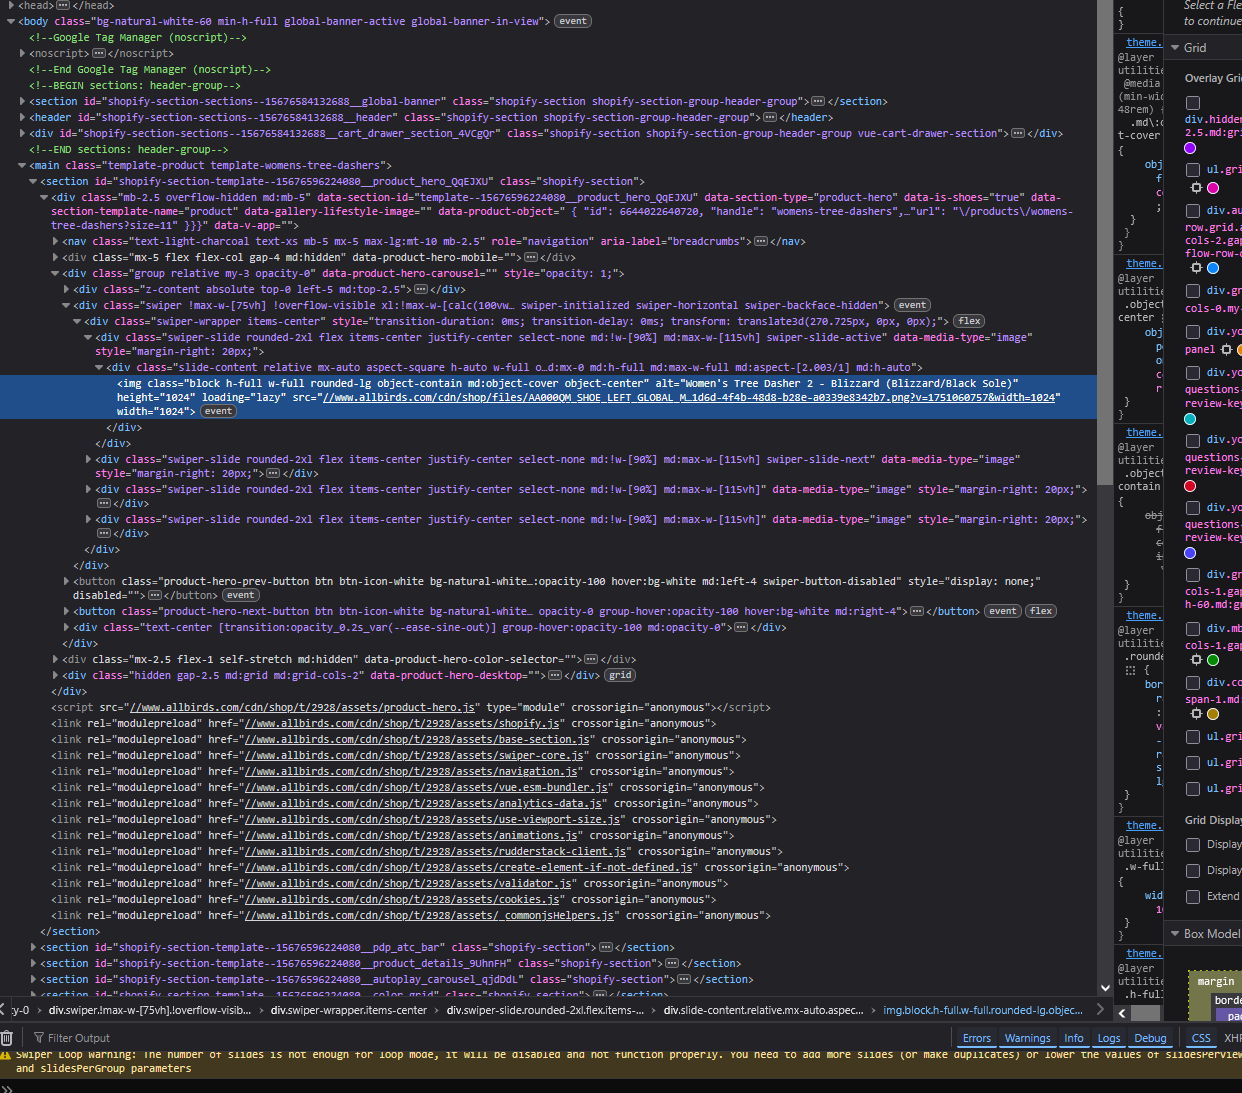 <head> ⋯ </head>
<body class="bg-natural-white-60 min-h-full global-banner-active global-banner-in-view"> event
<!--Google Tag Manager (noscript)-->
<noscript> ⋯ </noscript>
<!--End Google Tag Manager (noscript)-->
<!--BEGIN sections: header-group-->
<section id="shopify-section-sections--15676584132688__global-banner" class="shopify-section shopify-section-group-header-group"> ⋯ </section>
<header id="shopify-section-sections--15676584132688__header" class="shopify-section shopify-section-group-header-group"> ⋯ </header>
<div id="shopify-section-sections--15676584132688__cart_drawer_section_4VCgQr" class="shopify-section shopify-section-group-header-group vue-cart-drawer-section"> ⋯ </div>
<!--END sections: header-group-->
<main class="template-product template-womens-tree-dashers">
<section id="shopify-section-template--15676596224080__product_hero_QqEJXU" class="shopify-section">
<div class="mb-2.5 overflow-hidden md:mb-5" data-section-id="template--15676596224080__product_hero_QqEJXU" data-section-type="product-hero" data-is-shoes="true" data-
section-template-name="product" data-gallery-lifestyle-image="" data-product-object=" { "id": 6644022640720, "handle": "womens-tree-dashers",…"url": "\/products\/womens-
tree-dashers?size=11" }}}" data-v-app="">
<nav class="text-light-charcoal text-xs mb-5 mx-5 max-lg:mt-10 mb-2.5" role="navigation" aria-label="breadcrumbs"> ⋯ </nav>
<div class="mx-5 flex flex-col gap-4 md:hidden" data-product-hero-mobile=""> ⋯ </div>
<div class="group relative my-3 opacity-0" data-product-hero-carousel="" style="opacity: 1;">
<div class="z-content absolute top-0 left-5 md:top-2.5"> ⋯ </div>
<div class="swiper !max-w-[75vh] !overflow-visible xl:!max-w-[calc(100vw… swiper-initialized swiper-horizontal swiper-backface-hidden"> event
<div class="swiper-wrapper items-center" style="transition-duration: 0ms; transition-delay: 0ms; transform: translate3d(270.725px, 0px, 0px);"> flex
<div class="swiper-slide rounded-2xl flex items-center justify-center select-none md:!w-[90%] md:max-w-[115vh] swiper-slide-active" data-media-type="image"
style="margin-right: 20px;">
<div class="slide-content relative mx-auto aspect-square h-auto w-full o…d:mx-0 md:h-full md:max-w-full md:aspect-[2.003/1] md:h-auto">
<img class="block h-full w-full rounded-lg object-contain md:object-cover object-center" alt="Women's Tree Dasher 2 - Blizzard (Blizzard/Black Sole)"
height="1024" loading="lazy" src="//www.allbirds.com/cdn/shop/files/AA000QM_SHOE_LEFT_GLOBAL_M…1d6d-4f4b-48d8-b28e-a0339e8342b7.png?v=1751060757&width=1024"
width="1024"> event
</div>
</div>
<div class="swiper-slide rounded-2xl flex items-center justify-center select-none md:!w-[90%] md:max-w-[115vh] swiper-slide-next" data-media-type="image"
style="margin-right: 20px;"> ⋯ </div>
<div class="swiper-slide rounded-2xl flex items-center justify-center select-none md:!w-[90%] md:max-w-[115vh]" data-media-type="image" style="margin-right: 20px;">
⋯ </div>
<div class="swiper-slide rounded-2xl flex items-center justify-center select-none md:!w-[90%] md:max-w-[115vh]" data-media-type="image" style="margin-right: 20px;">
⋯ </div>
</div>
</div>
<button class="product-hero-prev-button btn btn-icon-white bg-natural-white…:opacity-100 hover:bg-white md:left-4 swiper-button-disabled" style="display: none;"
disabled=""> ⋯ </button> event
<button class="product-hero-next-button btn btn-icon-white bg-natural-white… opacity-0 group-hover:opacity-100 hover:bg-white md:right-4"> ⋯ </button> event flex
<div class="text-center [transition:opacity_0.2s_var(--ease-sine-out)] group-hover:opacity-100 md:opacity-0"> ⋯ </div>
</div>
<div class="mx-2.5 flex-1 self-stretch md:hidden" data-product-hero-color-selector=""> ⋯ </div>
<div class="hidden gap-2.5 md:grid md:grid-cols-2" data-product-hero-desktop=""> ⋯ </div> grid
</div>
<script src="//www.allbirds.com/cdn/shop/t/2928/assets/product-hero.js" type="module" crossorigin="anonymous"></script>
<link rel="modulepreload" href="//www.allbirds.com/cdn/shop/t/2928/assets/shopify.js" crossorigin="anonymous">
<link rel="modulepreload" href="//www.allbirds.com/cdn/shop/t/2928/assets/base-section.js" crossorigin="anonymous">
<link rel="modulepreload" href="//www.allbirds.com/cdn/shop/t/2928/assets/swiper-core.js" crossorigin="anonymous">
<link rel="modulepreload" href="//www.allbirds.com/cdn/shop/t/2928/assets/navigation.js" crossorigin="anonymous">
<link rel="modulepreload" href="//www.allbirds.com/cdn/shop/t/2928/assets/vue.esm-bundler.js" crossorigin="anonymous">
<link rel="modulepreload" href="//www.allbirds.com/cdn/shop/t/2928/assets/analytics-data.js" crossorigin="anonymous">
<link rel="modulepreload" href="//www.allbirds.com/cdn/shop/t/2928/assets/use-viewport-size.js" crossorigin="anonymous">
<link rel="modulepreload" href="//www.allbirds.com/cdn/shop/t/2928/assets/animations.js" crossorigin="anonymous">
<link rel="modulepreload" href="//www.allbirds.com/cdn/shop/t/2928/assets/rudderstack-client.js" crossorigin="anonymous">
<link rel="modulepreload" href="//www.allbirds.com/cdn/shop/t/2928/assets/create-element-if-not-defined.js" crossorigin="anonymous">
<link rel="modulepreload" href="//www.allbirds.com/cdn/shop/t/2928/assets/validator.js" crossorigin="anonymous">
<link rel="modulepreload" href="//www.allbirds.com/cdn/shop/t/2928/assets/cookies.js" crossorigin="anonymous">
<link rel="modulepreload" href="//www.allbirds.com/cdn/shop/t/2928/assets/_commonjsHelpers.js" crossorigin="anonymous">
</section>
<section id="shopify-section-template--15676596224080__pdp_atc_bar" class="shopify-section"> ⋯ </section>
<section id="shopify-section-template--15676596224080__product_details_9UhnFH" class="shopify-section"> ⋯ </section>
<section id="shopify-section-template--15676596224080__autoplay_carousel_qjdDdL" class="shopify-section"> ⋯ </section>
<section id="shopify-section-template--15676596224080__color_grid" class="shopify-section"> ⋯ </section>
cy-0 div.swiper.!max-w-[75vh].!overflow-visib... div.swiper-wrapper.items-center div.swiper-slide.rounded-2xl.flex.items-... div.slide-content.relative.mx-auto.aspec... img.block.h-full.w-full.rounded-lg.objec...
Filter Output
Errors Warnings Info Logs Debug CSS XHR
Swiper Loop Warning: The number of slides is not enough for loop mode, it will be disabled and not function properly. You need to add more slides (or make duplicates) or lower the values of slidesPerView
and slidesPerGroup parameters
{
}
theme.
@layer
utilitie
@media
(min-wid
48rem) {
.md\:o
t-cover
{
ob
f
c
;
}
}
}
theme.
@layer
utilitie
.object-
center
ob
p
o
c
r
}
}
theme.
@layer
utilitie
.object-
contain
{
obj
}
}
theme.
@layer
utilitie
.rounde
{
bor
r
:
v
-
r
s
lg
}
}
theme.
@layer
utilitie
.w-full
{
wid
10
}
}
theme.
@layer
utilitie
.h-full
Select a Fle
to continue
Grid
Overlay Gri
div.hidden
2.5.md:gri
ul.gri
div.au
row.grid.a
cols-2.gap
flow-row-d
div.gr
cols-0.my-
div.yo
panel
div.yo
questions-
review-key
div.yo
questions-
review-key
div.yo
questions-
review-key
div.gr
cols-1.gap
h-60.md:gr
div.mb
cols-1.gap
div.co
span-1.md
ul.gri
ul.gri
ul.gri
Grid Display
Display
Display
Extend
Box Model
margin
borde
pad